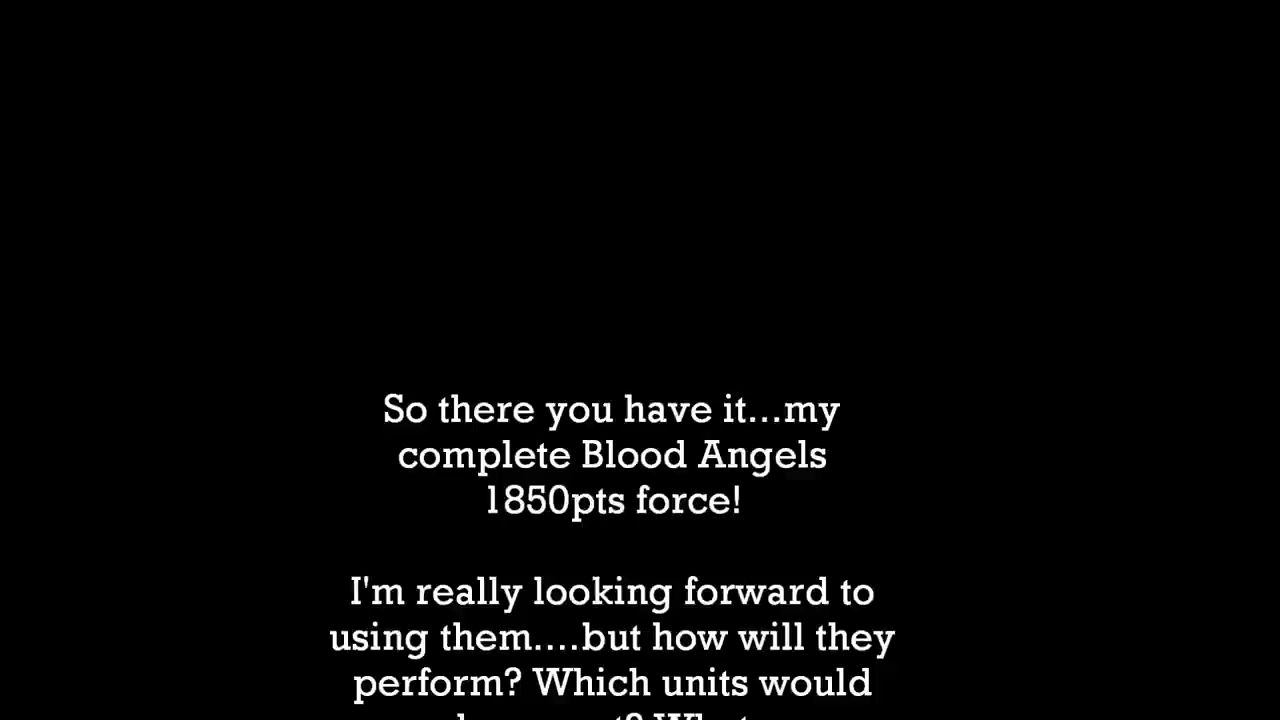 So there you have it...my
complete Blood Angels
1850pts force!
I'm really looking forward to
using them....but how will they
perform? Which units would